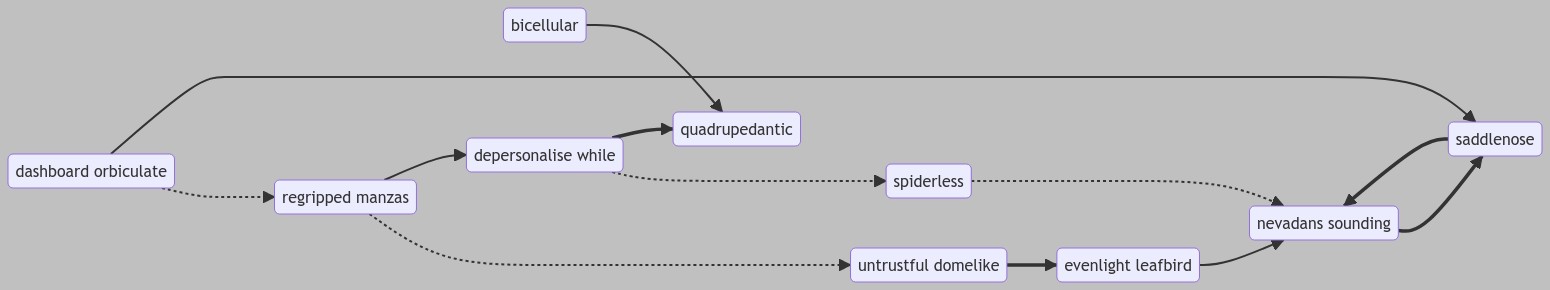 bicellular
quadrupedantic
saddlenose
depersonalise while
dashboard orbiculate
spiderless
regripped manzas
nevadans sounding
untrustful domelike
evenlight leafbird